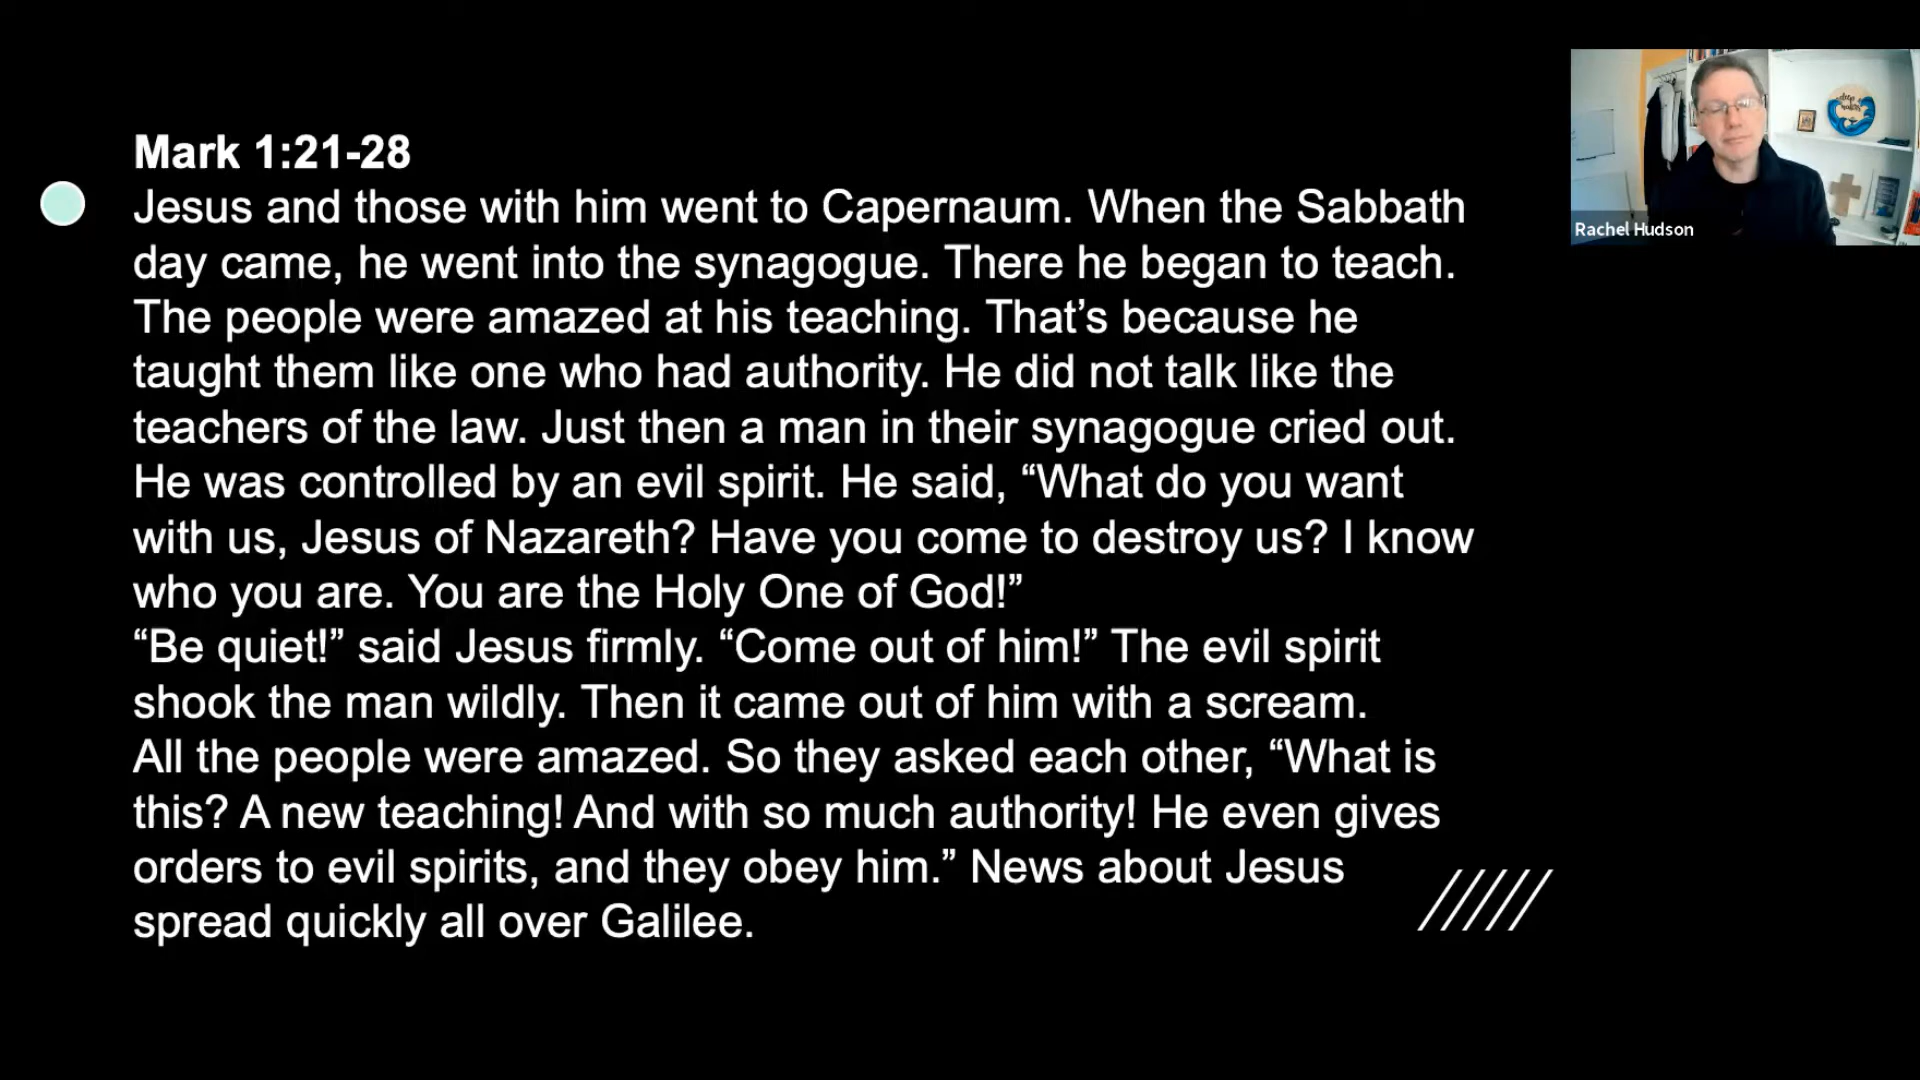 Mark 1:21-28
Jesus and those with him went to Capernaum. When the Sabbath
day came, he went into the synagogue. There he began to teach.
The people were amazed at his teaching. That’s because he
taught them like one who had authority. He did not talk like the
teachers of the law. Just then a man in their synagogue cried out.
He was controlled by an evil spirit. He said, “What do you want
with us, Jesus of Nazareth? Have you come to destroy us? I know
who you are. You are the Holy One of God!”
“Be quiet!” said Jesus firmly. “Come out of him!” The evil spirit
shook the man wildly. Then it came out of him with a scream.
All the people were amazed. So they asked each other, “What is
this? A new teaching! And with so much authority! He even gives
orders to evil spirits, and they obey him.” News about Jesus
spread quickly all over Galilee.
Rachel Hudson